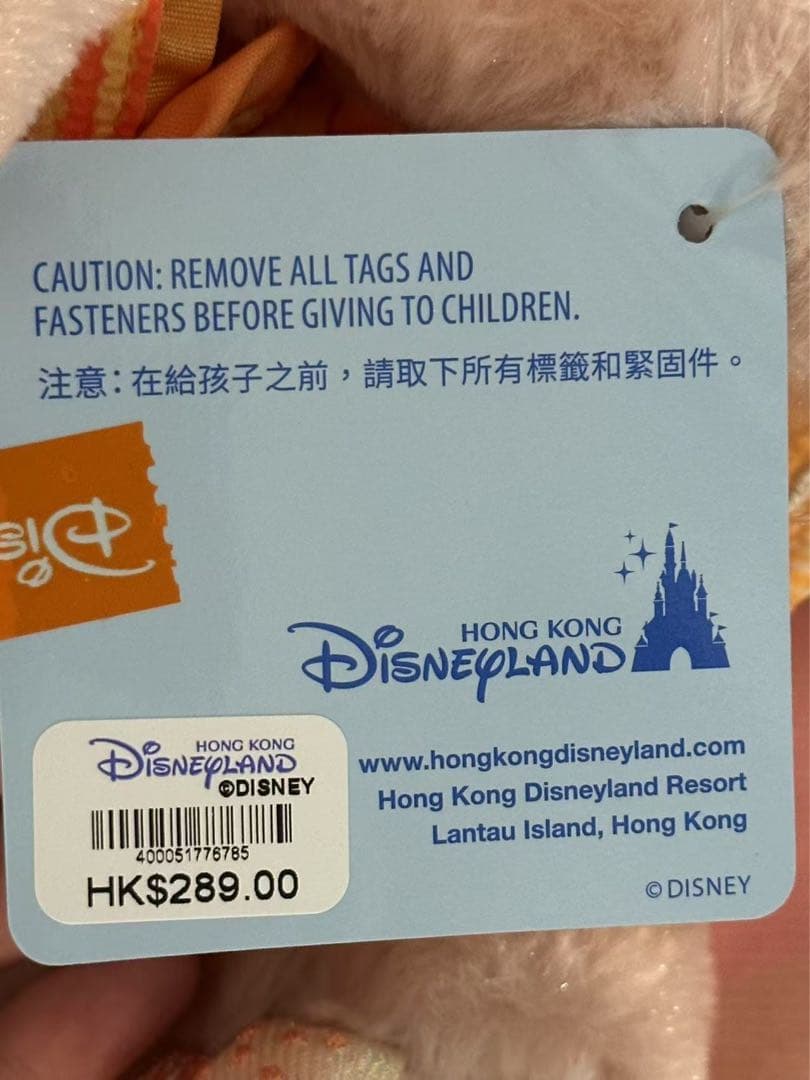 CAUTION: REMOVE ALL TAGS AND
FASTENERS BEFORE GIVING TO CHILDREN.
注意：在給孩子之前，請取下所有標籤和緊固件。
Dis
HONG KONG
DISNEYLAND
HONG KONG
DISNEYLAND
©DISNEY
400051776785
HK$289.00
www.hongkongdisneyland.com
Hong Kong Disneyland Resort
Lantau Island, Hong Kong
©DISNEY